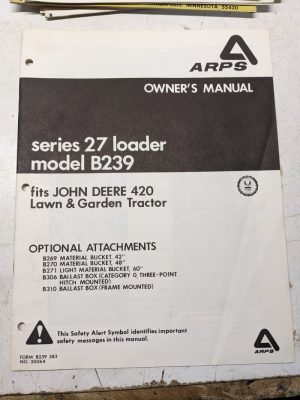 MINNESOTA 55420
ARPS
OWNER'S MANUAL
series 27 loader
model B239
fits JOHN DEERE 420
Lawn & Garden Tractor
OPTIONAL ATTACHMENTS
B269 MATERIAL BUCKET, 42"
B270 MATERIAL BUCKET, 48"
B271 LIGHT MATERIAL BUCKET, 60"
B306 BALLAST BOX (CATEGORY 0, THREE-POINT
HITCH MOUNTED)
B310 BALLAST BOX (FRAME MOUNTED)
This Safety Alert Symbol identifies important
safety messages in this manual.
FORM B239 383
NO. 30064
ARPS